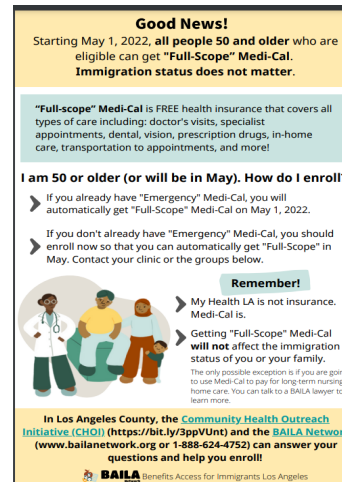 Good News!
Starting May 1, 2022, all people 50 and older who are
eligible can get "Full-Scope" Medi-Cal.
Immigration status does not matter.
"Full-scope" Medi-Cal is FREE health insurance that covers all
types of care including: doctor's visits, specialist
appointments, dental, vision, prescription drugs, in-home
care, transportation to appointments, and more!
I am 50 or older (or will be in May). How do I enroll?
If you already have "Emergency" Medi-Cal, you will
automatically get "Full-Scope" Medi-Cal on May 1, 2022.
If you don't already have "Emergency" Medi-Cal, you should
enroll now so that you can automatically get "Full-Scope" in
May. Contact your clinic or the groups below.
Remember!
My Health LA is not insurance.
Medi-Cal is.
Getting "Full-Scope" Medi-Cal
will not affect the immigration
status of you or your family.
The only possible exception is if you are goin
to use Medi-Cal to pay for long-term nursing
home care. You can talk to a BAILA lawyer to
learn more.
In Los Angeles County, the Community Health Outreach
Initiative (CHOI) (https://bit.ly/3ppVUnt) and the BAILA Networ
(www.bailanetwork.org or 1-888-624-4752) can answer your
questions and help you enroll!
BAILA Benefits Access for Immigrants Los Angeles